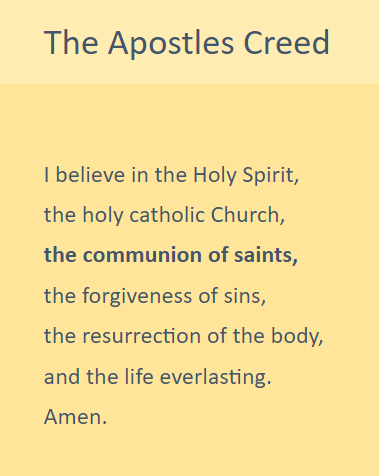 The Apostles Creed
I believe in the Holy Spirit,
the holy catholic Church,
the communion of saints,
the forgiveness of sins,
the resurrection of the body,
and the life everlasting.
Amen.